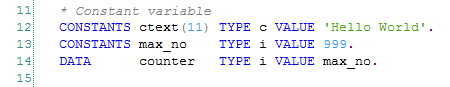 11 * Constant variable
12 CONSTANTS ctext(11) TYPE c VALUE 'Hello World'.
13 CONSTANTS max_no TYPE i VALUE 999.
14 DATA counter TYPE i VALUE max_no.
15